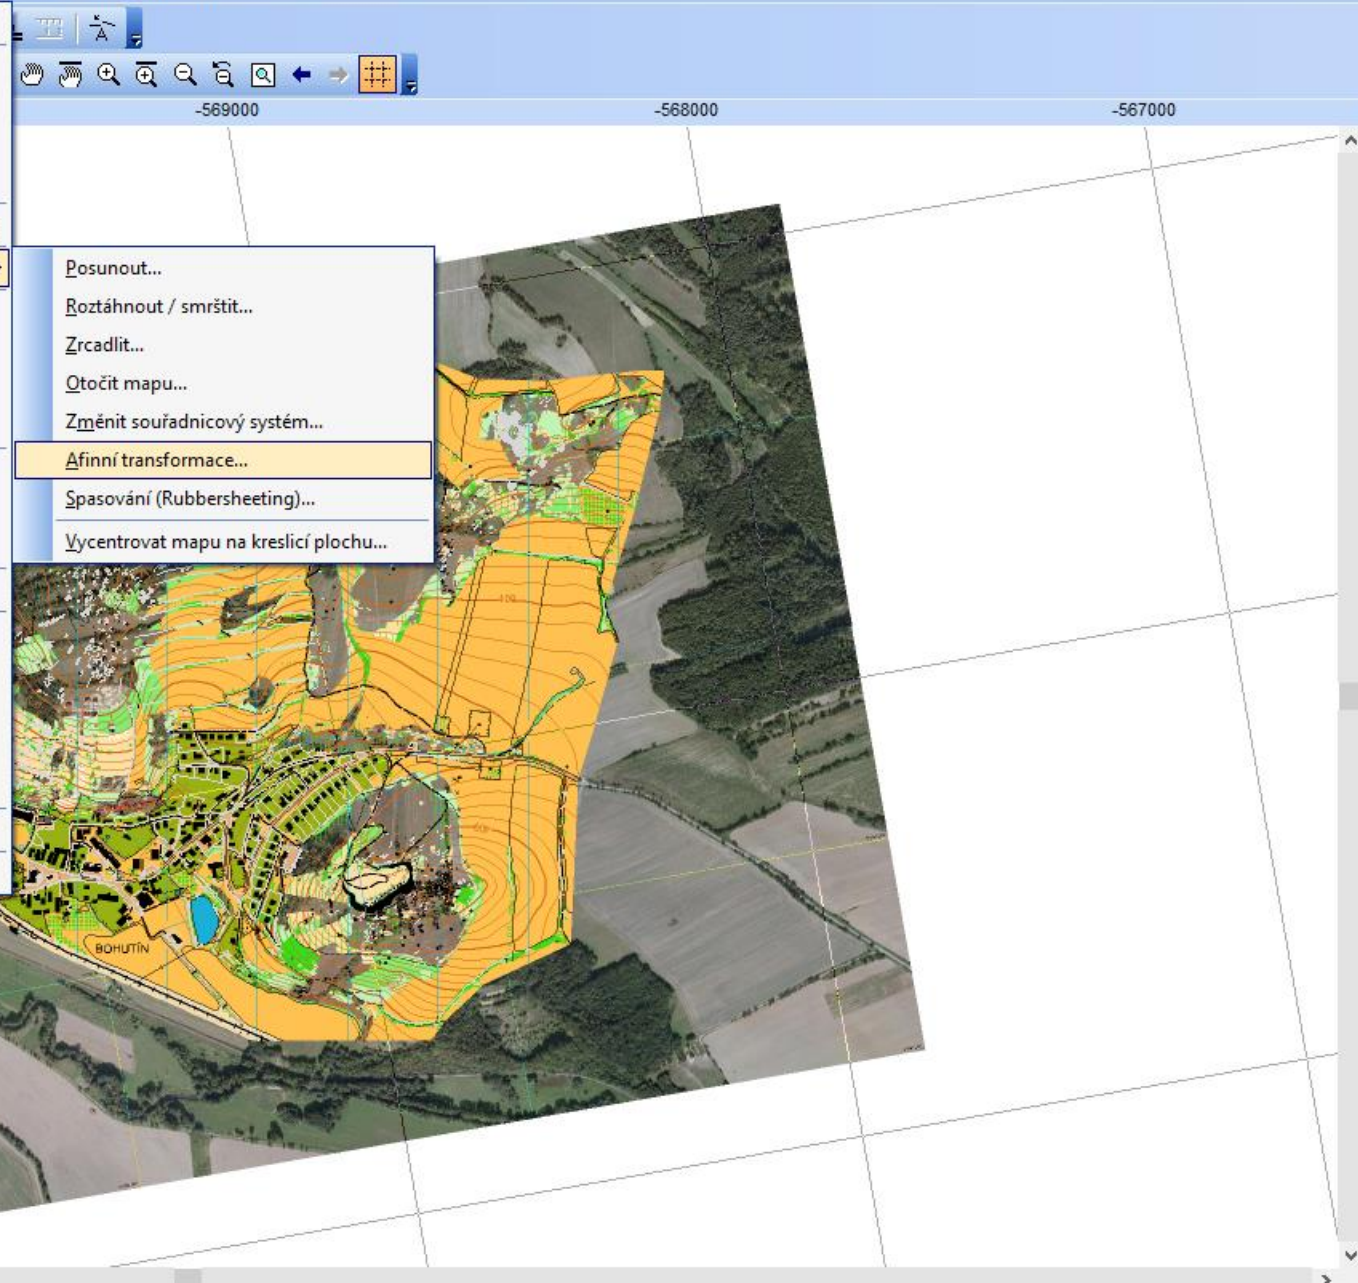 -569000
-568000
-567000
Posunout...
Roztáhnout / smrštit...
Zrcadlit...
Otočit mapu...
Změnit souřadnicový systém...
Afinní transformace...
Spasování (Rubbersheeting)...
Vycentrovat mapu na kreslicí plochu...
BOHUTÍN